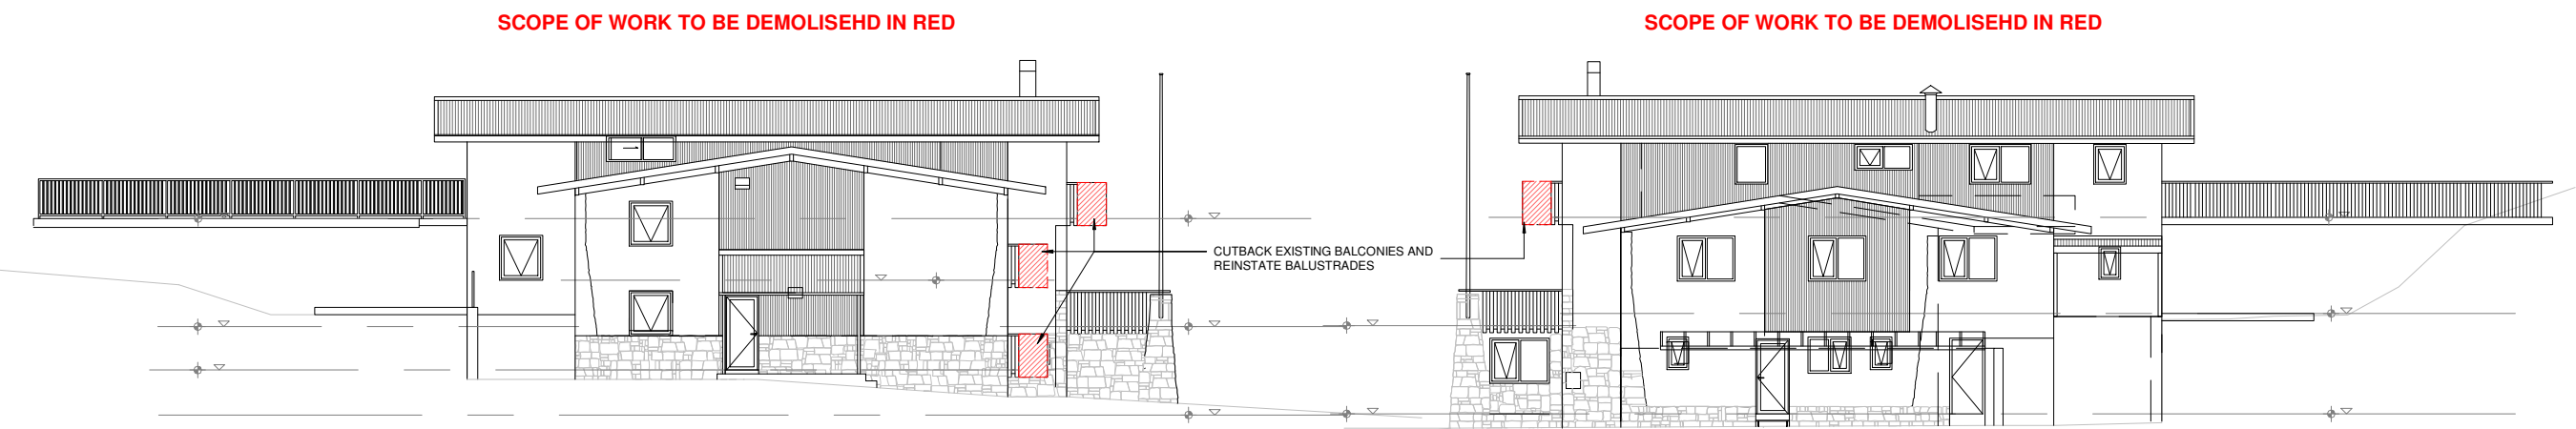 SCOPE OF WORK TO BE DEMOLISEHD IN RED
SCOPE OF WORK TO BE DEMOLISEHD IN RED
CUTBACK EXISTING BALCONIES AND
REINSTATE BALUSTRADES